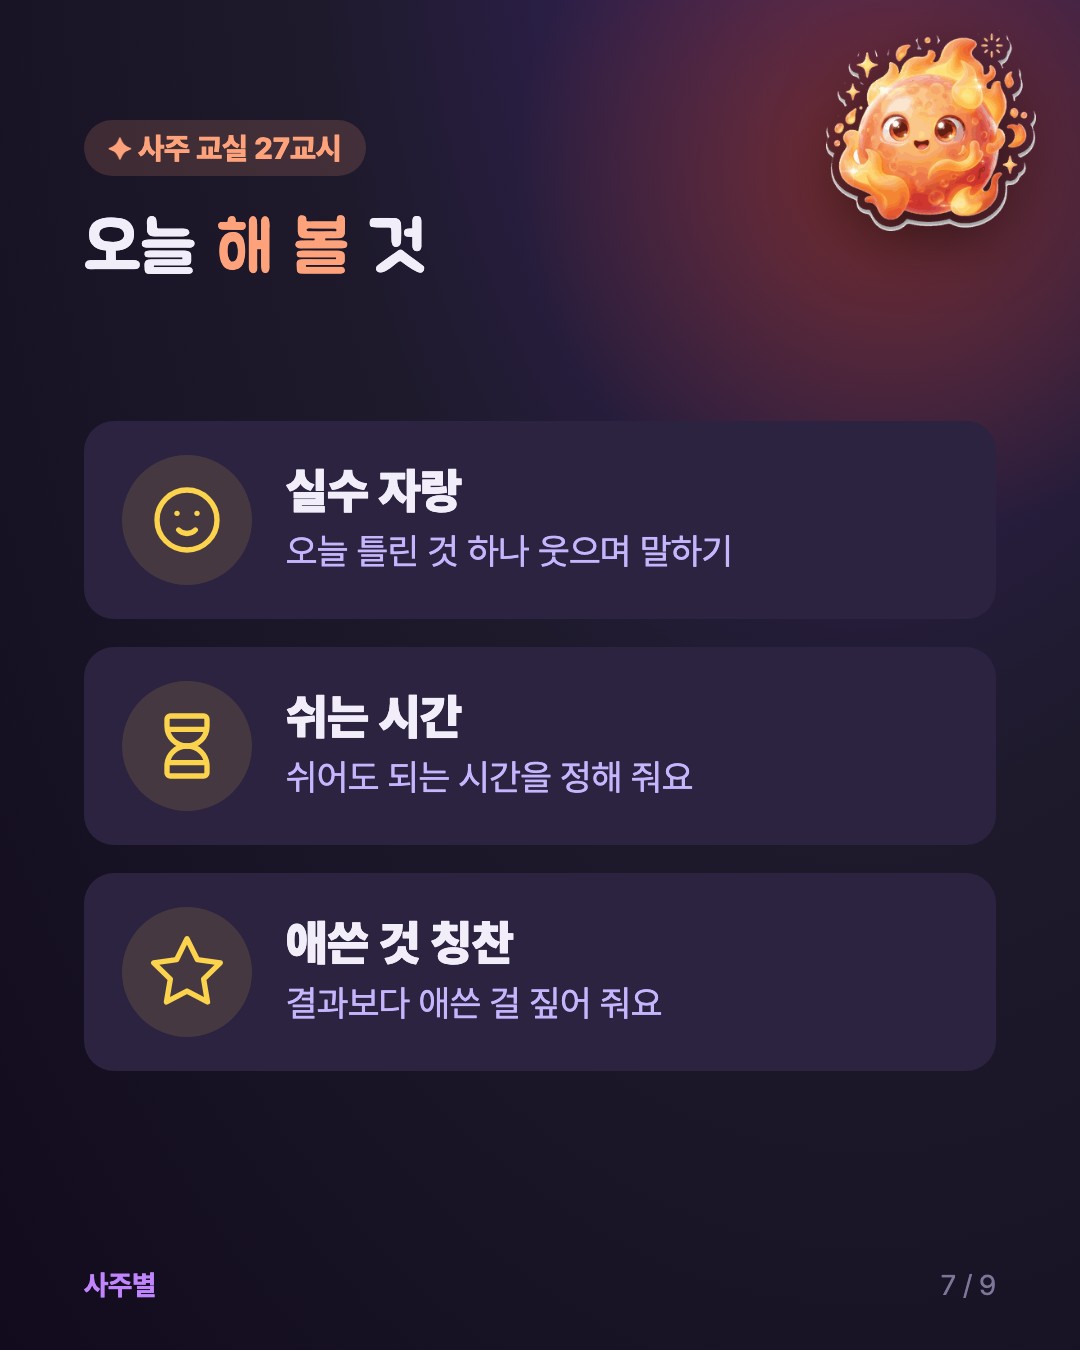 사주 교실 27교시
오늘 해 볼 것
실수 자랑
오늘 틀린 것 하나 웃으며 말하기
쉬는 시간
쉬어도 되는 시간을 정해 줘요
애쓴 것 칭찬
결과보다 애쓴 걸 짚어 줘요
사주별
7 / 9